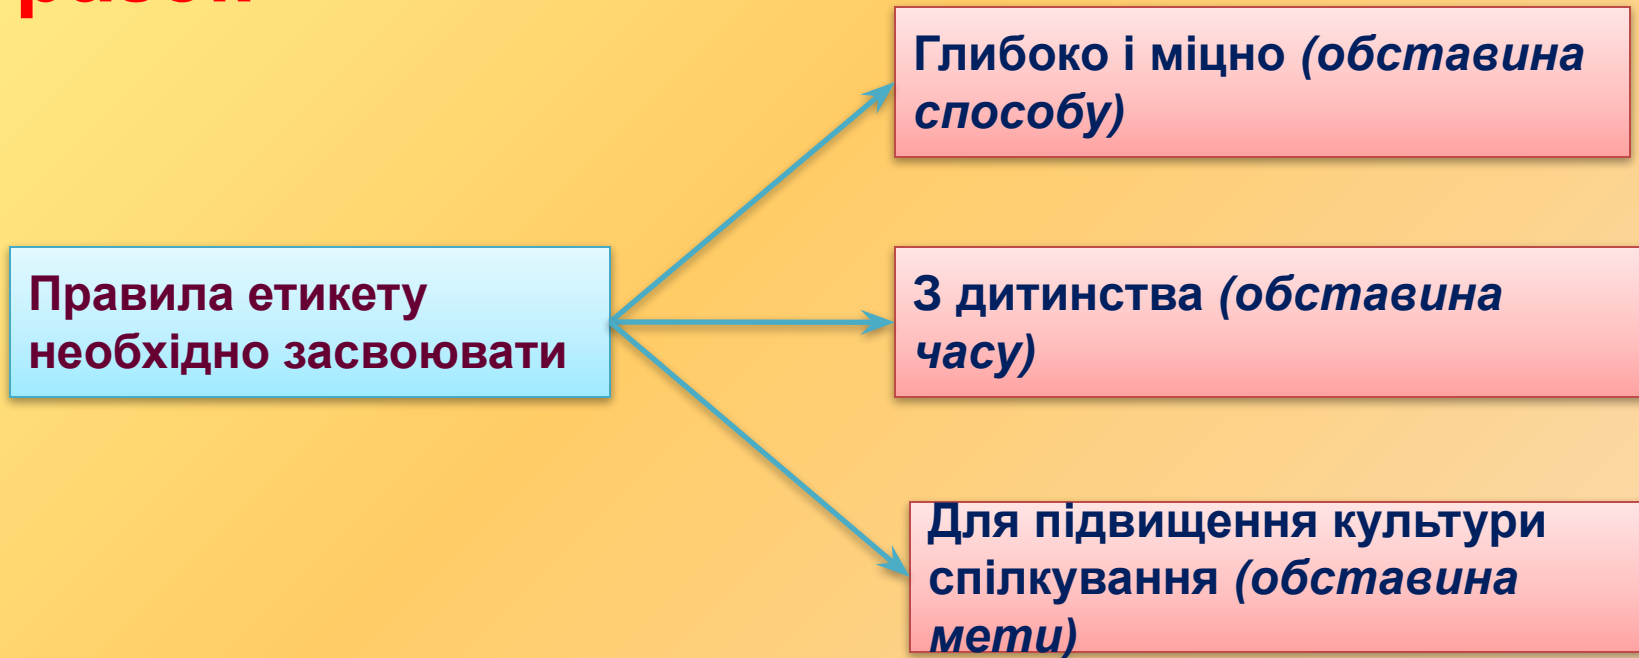 Глибоко і міцно (обставина
способу)
Правила етикету
необхідно засвоювати
З дитинства (обставина
часу)
Для підвищення культури
спілкування (обставина
мети)